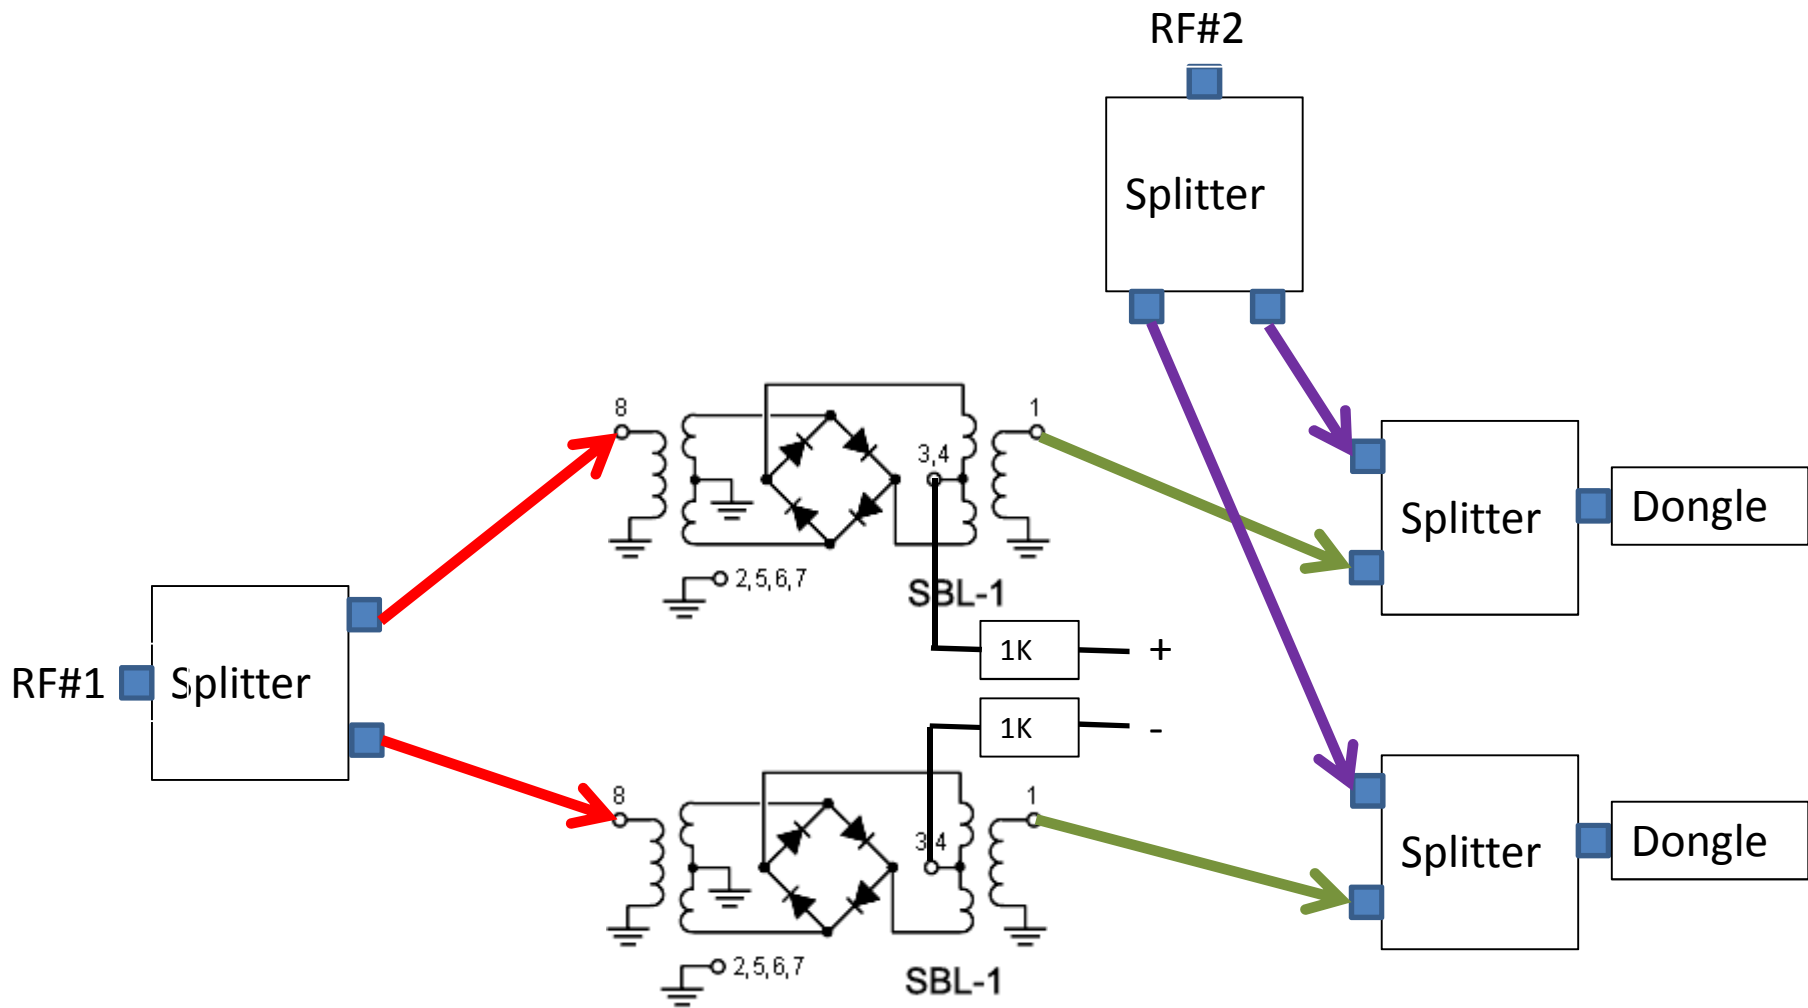 RF#2
Splitter
8
1
3,4
Splitter
Dongle
2,5,6,7
SBL-1
1K
+
RF#1
Splitter
1K
-
8
1
3,4
Splitter
Dongle
2,5,6,7
SBL-1